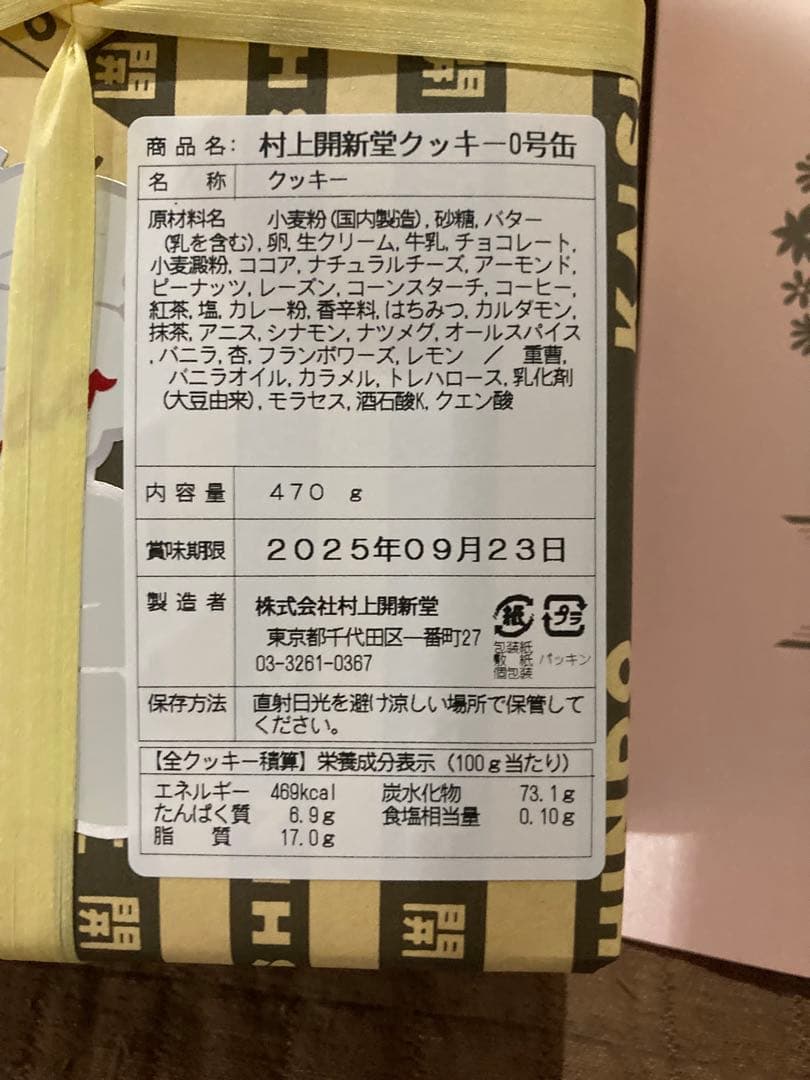 開
H
開
商品名: 村上開新堂クッキー0号缶
名 称 クッキー
原材料名 小麦粉(国内製造), 砂糖, バター
(乳を含む), 卵, 生クリーム, 牛乳, チョコレート,
小麦澱粉, ココア, ナチュラルチーズ, アーモンド,
ピーナッツ, レーズン, コーンスターチ, コーヒー,
紅茶, 塩, カレー粉, 香辛料, はちみつ, カルダモン,
抹茶, アニス, シナモン, ナツメグ, オールスパイス
, バニラ, 杏, フランボワーズ, レモン / 重曹,
バニラオイル, カラメル, トレハロース, 乳化剤
(大豆由来), モラセス, 酒石酸K, クエン酸
内容量 470 g
賞味期限 2025年09月23日
製造者 株式会社村上開新堂
東京都千代田区一番町27
03-3261-0367
紙 プラ
包装紙
敷 紙 パッキン
個包装
保存方法 直射日光を避け涼しい場所で保管して
ください。
【全クッキー積算】栄養成分表示(100g当たり)
エネルギー 469kcal 炭水化物 73.1g
たんぱく質 6.9g 食塩相当量 0.10g
脂 質 17.0g
開
H
開